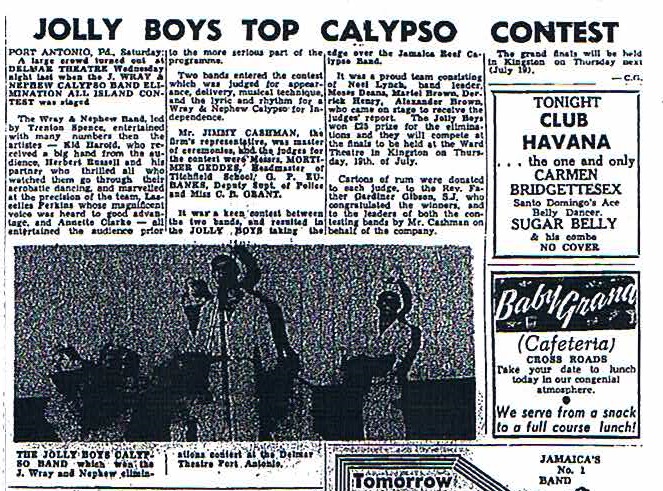 JOLLY BOYS TOP CALYPSO CONTEST
PORT ANTONIO, Pd., Saturday:
A large crowd turned out at
DELMAR THEATRE Wednesday
night last when the J. WRAY &
NEPHEW CALYPSO BAND ELI-
MINATION ALL ISLAND CON-
TEST was staged
The Wray & Nephew Band, led
by Trenton Spence, entertained
with many numbers then the
artistes — Kid Harold, who re-
ceived a big hand from the au-
dience, Herbert Russell and his
partner who thrilled all who
watched them go through their
acrobatic dancing, and marvelled
at the precision of the team, Las-
celles Perkins whose magnificent
voice was heard to good advan-
tage, and Annette Clarke — all
entertained the audience prior
to the more serious part of the
programme.
Two bands entered the contest
which was judged for appear-
ance, delivery, musical technique,
and the lyric and rhythm for a
Wray & Nephew Calypso for In-
dependence.
Mr. JIMMY CASHMAN, the
firm's representative, was master
of ceremonies, and the judges for
the contest were Messrs. MORTI-
MER GEDDES, Headmaster of
Titchfield School, G. P. EU-
BANKS, Deputy Supt. of Police
and Miss C. B. GRANT.
It was a keen contest between
the two bands, and resulted in
the JOLLY BOYS taking the
edge over the Jamaica Reef Ca-
lypso Band.
It was a proud team consisting
of Noel Lynch, band leader,
Moses Deans, Mariel Brown, Der-
rick Henry, Alexander Brown,
who came on stage to receive the
judges' report. The Jolly Boys
won £25 prize for the elimina-
tions and they will compete at
the finals to be held at the Ward
Theatre in Kingston on Thurs-
day, 19th. of July.
Cartons of rum were donated
to each judge, to the Rev. Fa-
ther Gardiner Gibson, S.J. who
congratulated the winners, and
to the leaders of both the con-
testing bands by Mr. Cashman on
behalf of the company.
The grand finals will be held
in Kingston on Thursday next
(July 19).
— C.G.
TONIGHT
CLUB
HAVANA
... the one and only
CARMEN
BRIDGETTESEX
Santo Domingo's Ace
Belly Dancer.
SUGAR BELLY
& his combo
NO COVER
Baby Grand
(Cafeteria)
CROSS ROADS
Take your date to lunch
today in our congenial
atmosphere.
We serve from a snack
to a full course lunch!
THE JOLLY BOYS CALYP-
SO BAND which won the
J. Wray and Nephew elimin-
ations contest at the Delmar
Theatre Port Antonio.
Tomorrow
JAMAICA'S
No. 1
BAND